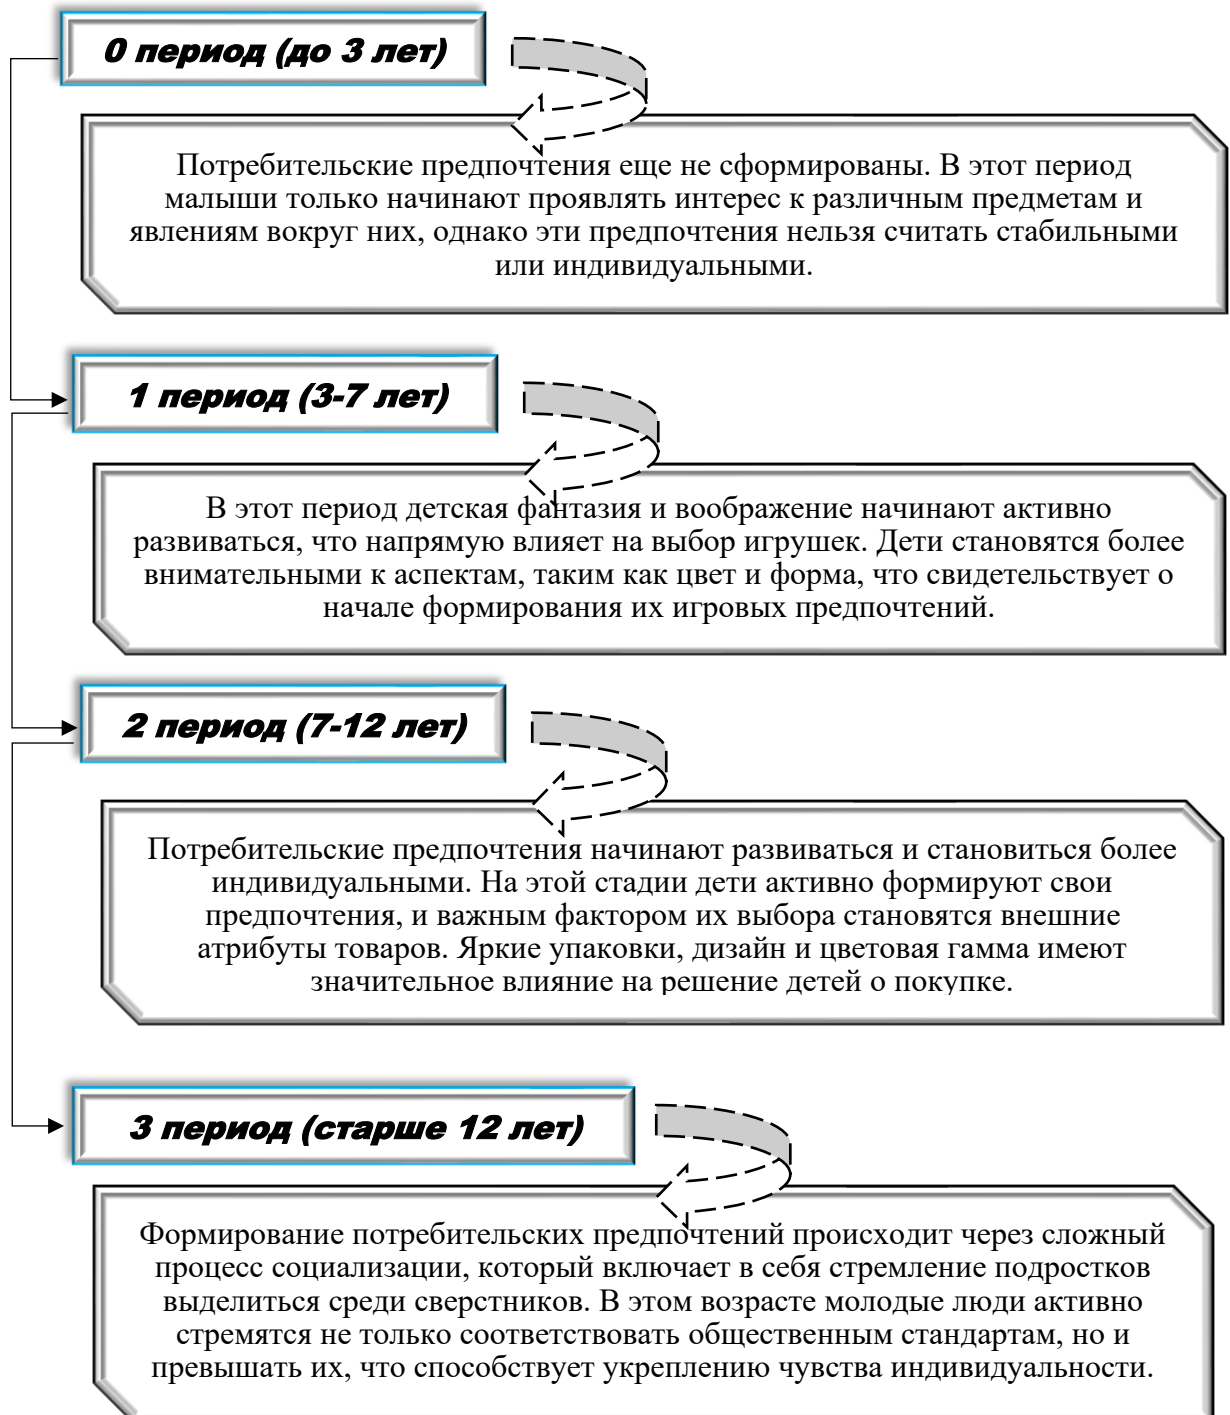 0 период (до 3 лет)
Потребительские предпочтения еще не сформированы. В этот период
малыши только начинают проявлять интерес к различным предметам и
явлениям вокруг них, однако эти предпочтения нельзя считать стабильными
или индивидуальными.
1 период (3-7 лет)
В этот период детская фантазия и воображение начинают активно
развиваться, что напрямую влияет на выбор игрушек. Дети становятся более
внимательными к аспектам, таким как цвет и форма, что свидетельствует о
начале формирования их игровых предпочтений.
2 период (7-12 лет)
Потребительские предпочтения начинают развиваться и становиться более
индивидуальными. На этой стадии дети активно формируют свои
предпочтения, и важным фактором их выбора становятся внешние
атрибуты товаров. Яркие упаковки, дизайн и цветовая гамма имеют
значительное влияние на решение детей о покупке.
3 период (старше 12 лет)
Формирование потребительских предпочтений происходит через сложный
процесс социализации, который включает в себя стремление подростков
выделиться среди сверстников. В этом возрасте молодые люди активно
стремятся не только соответствовать общественным стандартам, но и
превышать их, что способствует укреплению чувства индивидуальности.